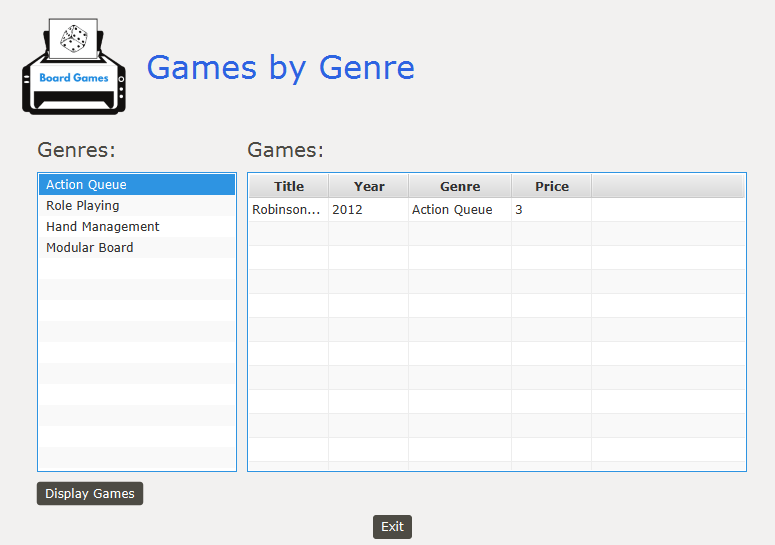 Board Games
Games by Genre
Genres:
Games:
Action Queue
Role Playing
Hand Management
Modular Board
Title Year Genre Price
Robinson... 2012 Action Queue 3
Display Games
Exit